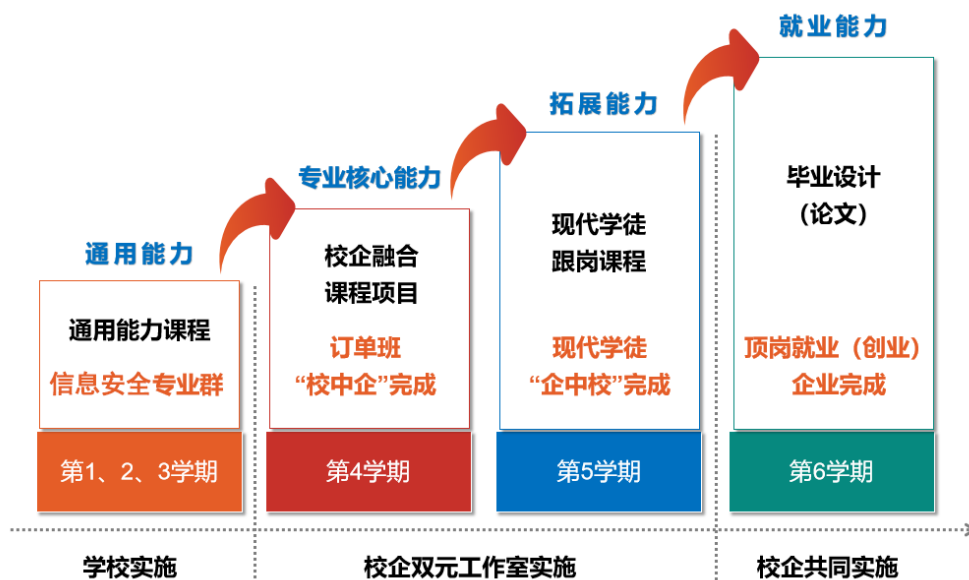 就业能力
拓展能力
专业核心能力
通用能力
通用能力课程
信息安全专业群
校企融合
课程项目
订单班
“校中企”完成
现代学徒
跟岗课程
现代学徒
“企中校”完成
毕业设计
（论文）
顶岗就业（创业）
企业完成
第1、2、3学期
第4学期
第5学期
第6学期
学校实施
校企双元工作室实施
校企共同实施